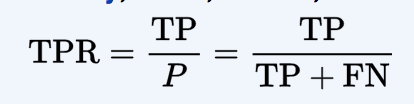 TPR = TP / P = TP / (TP + FN)